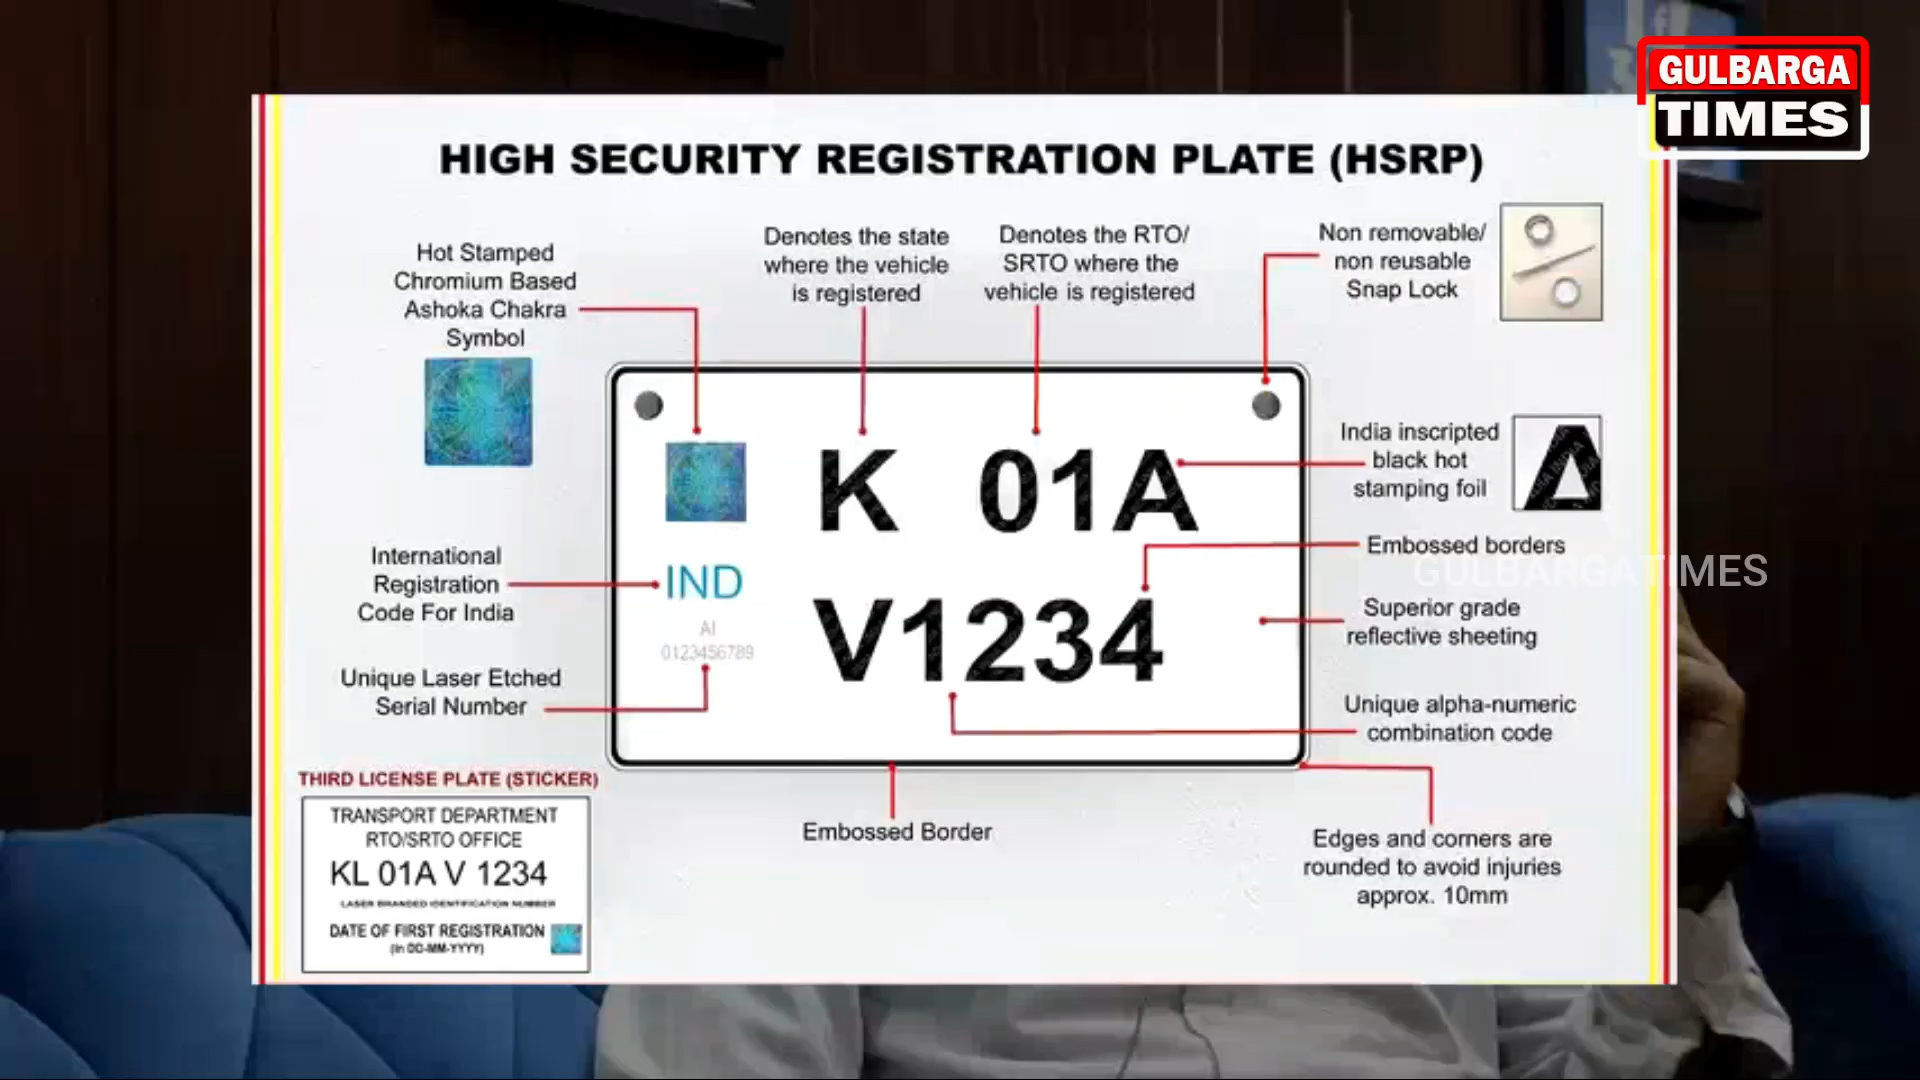 GULBARGA
TIMES
HIGH SECURITY REGISTRATION PLATE (HSRP)
Hot Stamped
Chromium Based
Ashoka Chakra
Symbol
Denotes the state
where the vehicle
is registered
Denotes the RTO/
SRTO where the
vehicle is registered
Non removable/
non reusable
Snap Lock
K 01A
IND
AI
0123456789
V1234
India inscripted
black hot
stamping foil
Embossed borders
GULBARGATIMES
Superior grade
reflective sheeting
Unique alpha-numeric
combination code
International
Registration
Code For India
Unique Laser Etched
Serial Number
Embossed Border
Edges and corners are
rounded to avoid injuries
approx. 10mm
THIRD LICENSE PLATE (STICKER)
TRANSPORT DEPARTMENT
RTO/SRTO OFFICE
KL 01A V 1234
LASER BRANDED IDENTIFICATION NUMBER
DATE OF FIRST REGISTRATION
(in DD-MM-YYYY)